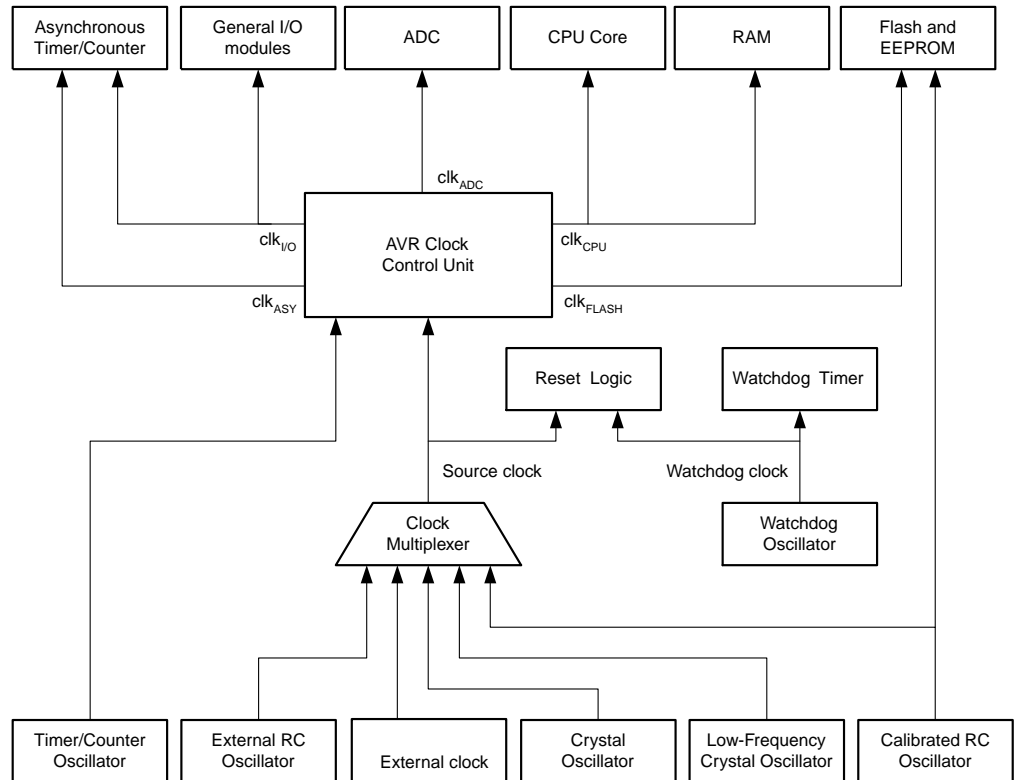 Asynchronous
Timer/Counter
General I/O
modules
ADC
CPU Core
RAM
Flash and
EEPROM
clkADC
clkI/O
AVR Clock
Control Unit
clkCPU
clkASY
clkFLASH
Reset Logic
Watchdog Timer
Source clock
Watchdog clock
Clock
Multiplexer
Watchdog
Oscillator
Timer/Counter
Oscillator
External RC
Oscillator
External clock
Crystal
Oscillator
Low-Frequency
Crystal Oscillator
Calibrated RC
Oscillator